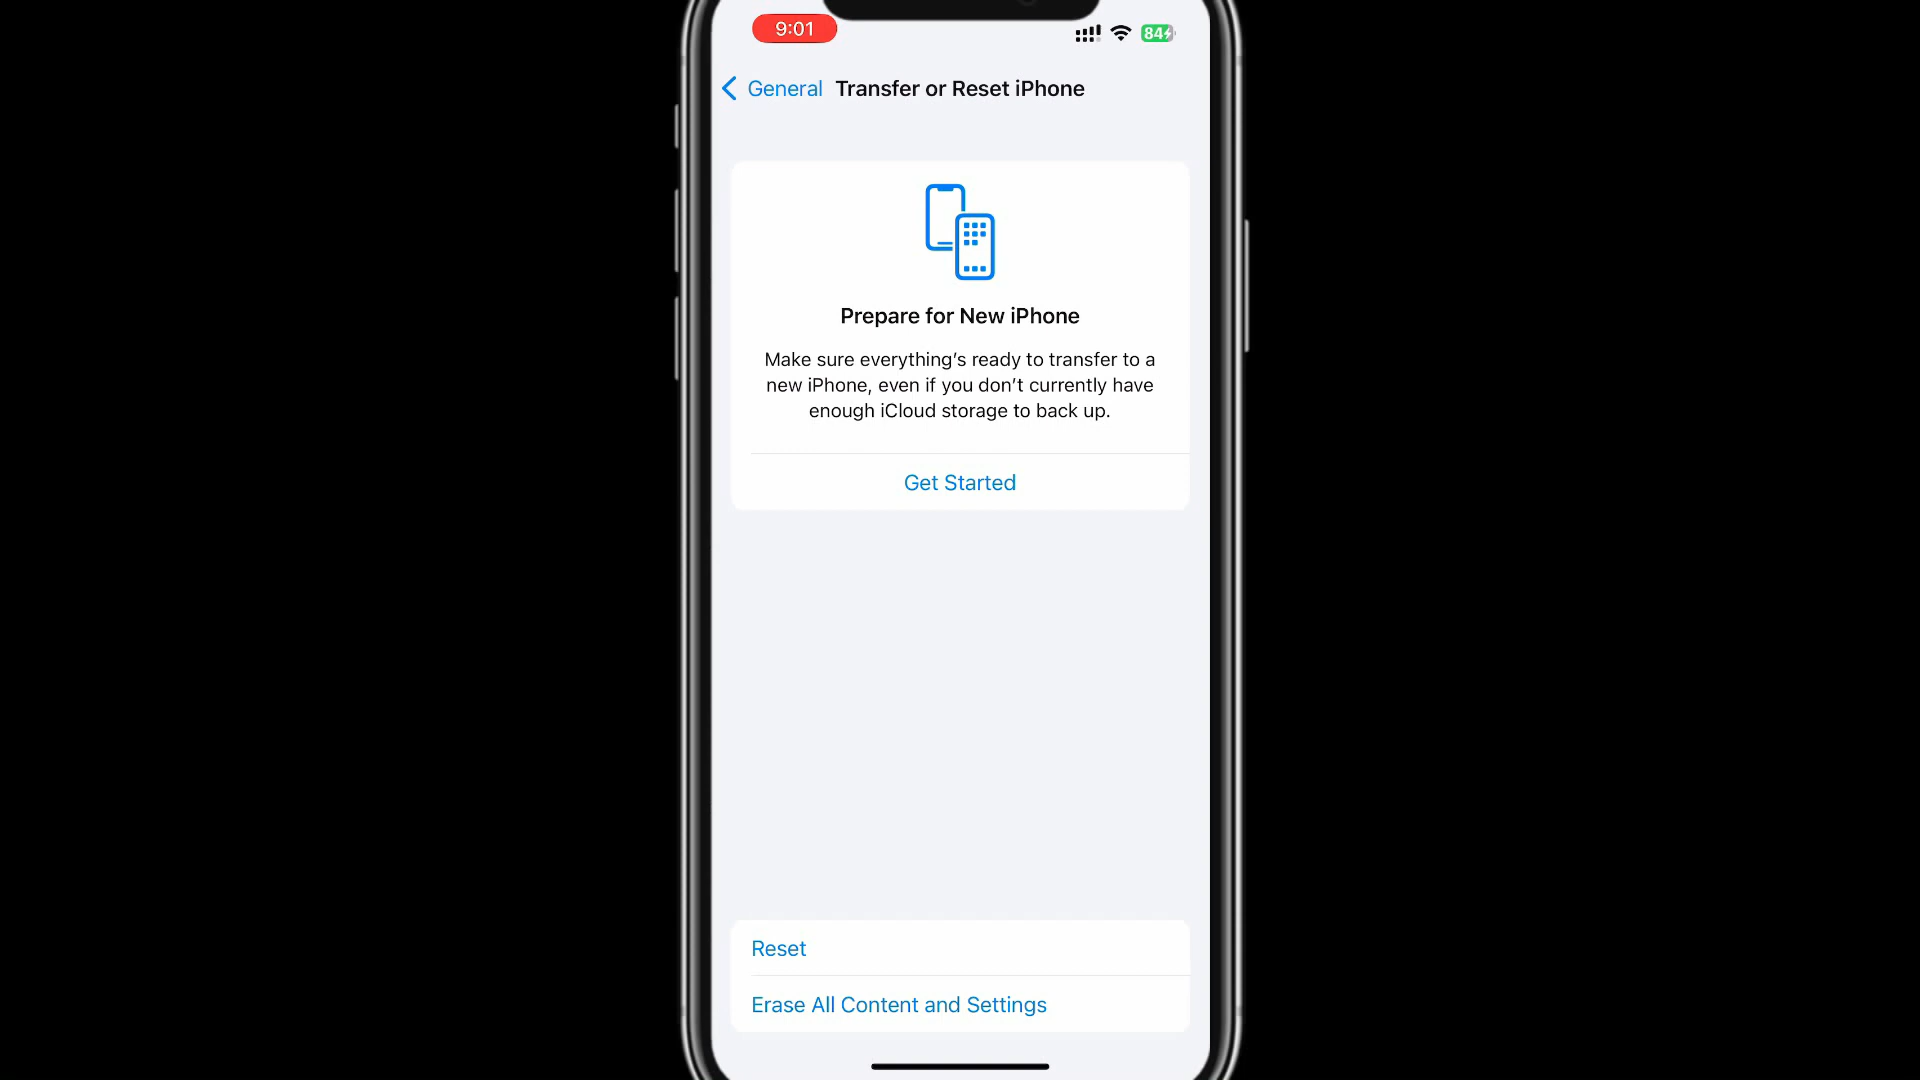 9:01
84
General Transfer or Reset iPhone
Prepare for New iPhone
Make sure everything’s ready to transfer to a
new iPhone, even if you don’t currently have
enough iCloud storage to back up.
Get Started
Reset
Erase All Content and Settings